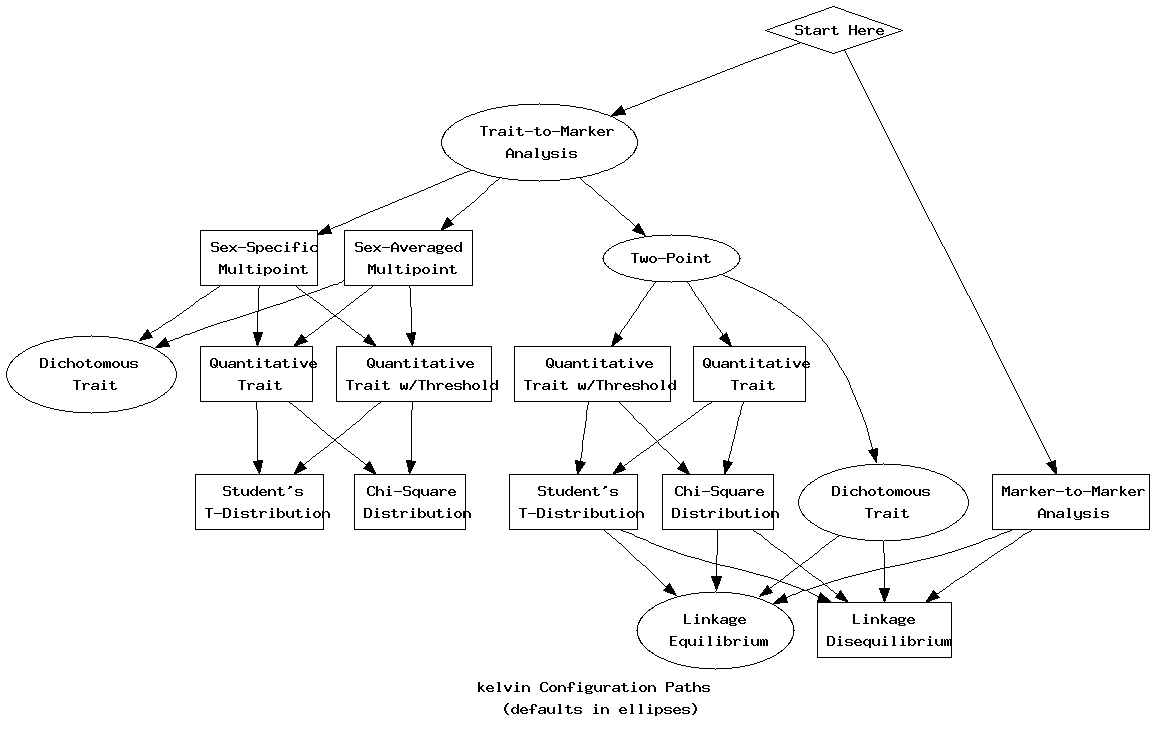 Start Here
Trait-to-Marker
Analysis
Sex-Specific
Multipoint
Sex-Averaged
Multipoint
Two-Point
Dichotomous
Trait
Quantitative
Trait
Quantitative
Trait w/Threshold
Quantitative
Trait w/Threshold
Quantitative
Trait
Student's
T-Distribution
Chi-Square
Distribution
Student's
T-Distribution
Chi-Square
Distribution
Dichotomous
Trait
Marker-to-Marker
Analysis
Linkage
Equilibrium
Linkage
Disequilibrium
kelvin Configuration Paths
(defaults in ellipses)